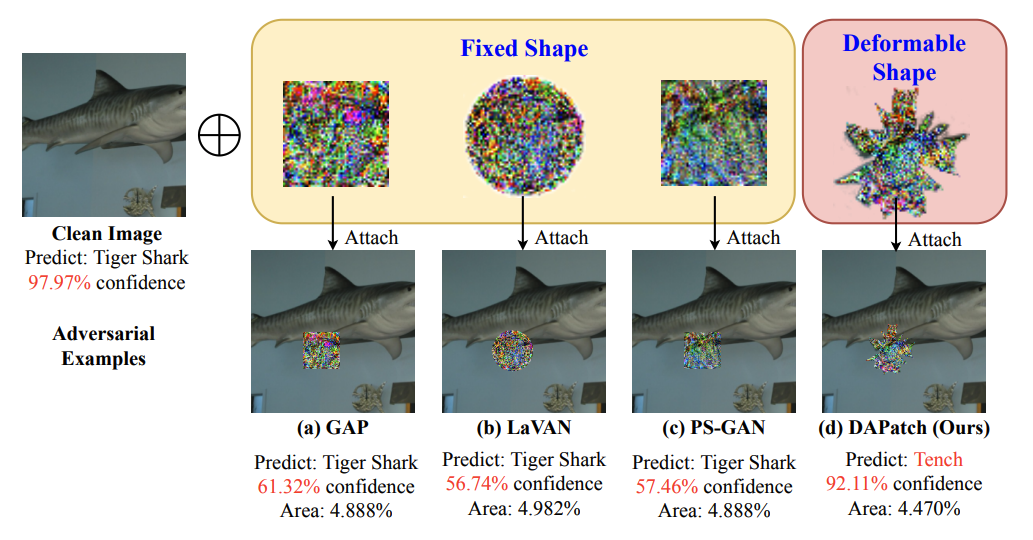 Fixed Shape
Deformable
Shape
Clean Image
Predict: Tiger Shark
97.97% confidence
Attach
Attach
Attach
Attach
Adversarial
Examples
(a) GAP
Predict: Tiger Shark
61.32% confidence
Area: 4.888%
(b) LaVAN
Predict: Tiger Shark
56.74% confidence
Area: 4.982%
(c) PS-GAN
Predict: Tiger Shark
57.46% confidence
Area: 4.888%
(d) DAPatch (Ours)
Predict: Tench
92.11% confidence
Area: 4.470%